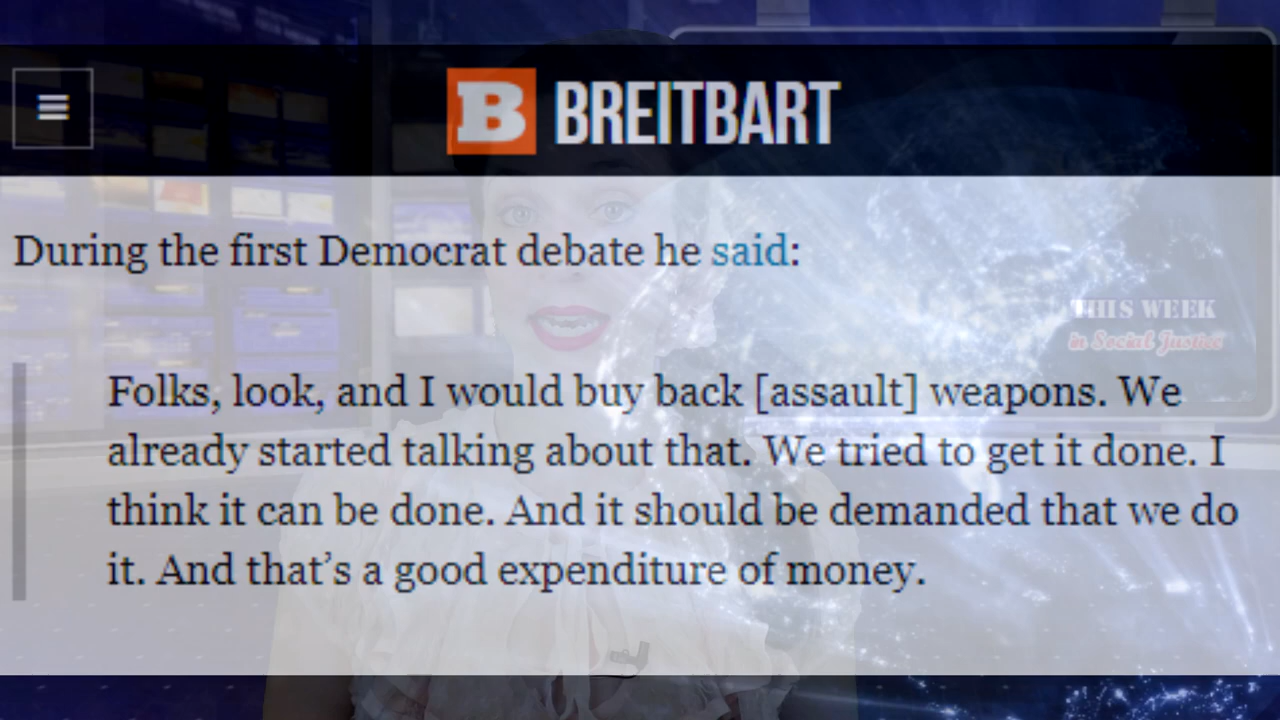 B BREITBART
During the first Democrat debate he said:
THIS WEEK
in Social Justice
Folks, look, and I would buy back [assault] weapons. We
already started talking about that. We tried to get it done. I
think it can be done. And it should be demanded that we do
it. And that’s a good expenditure of money.